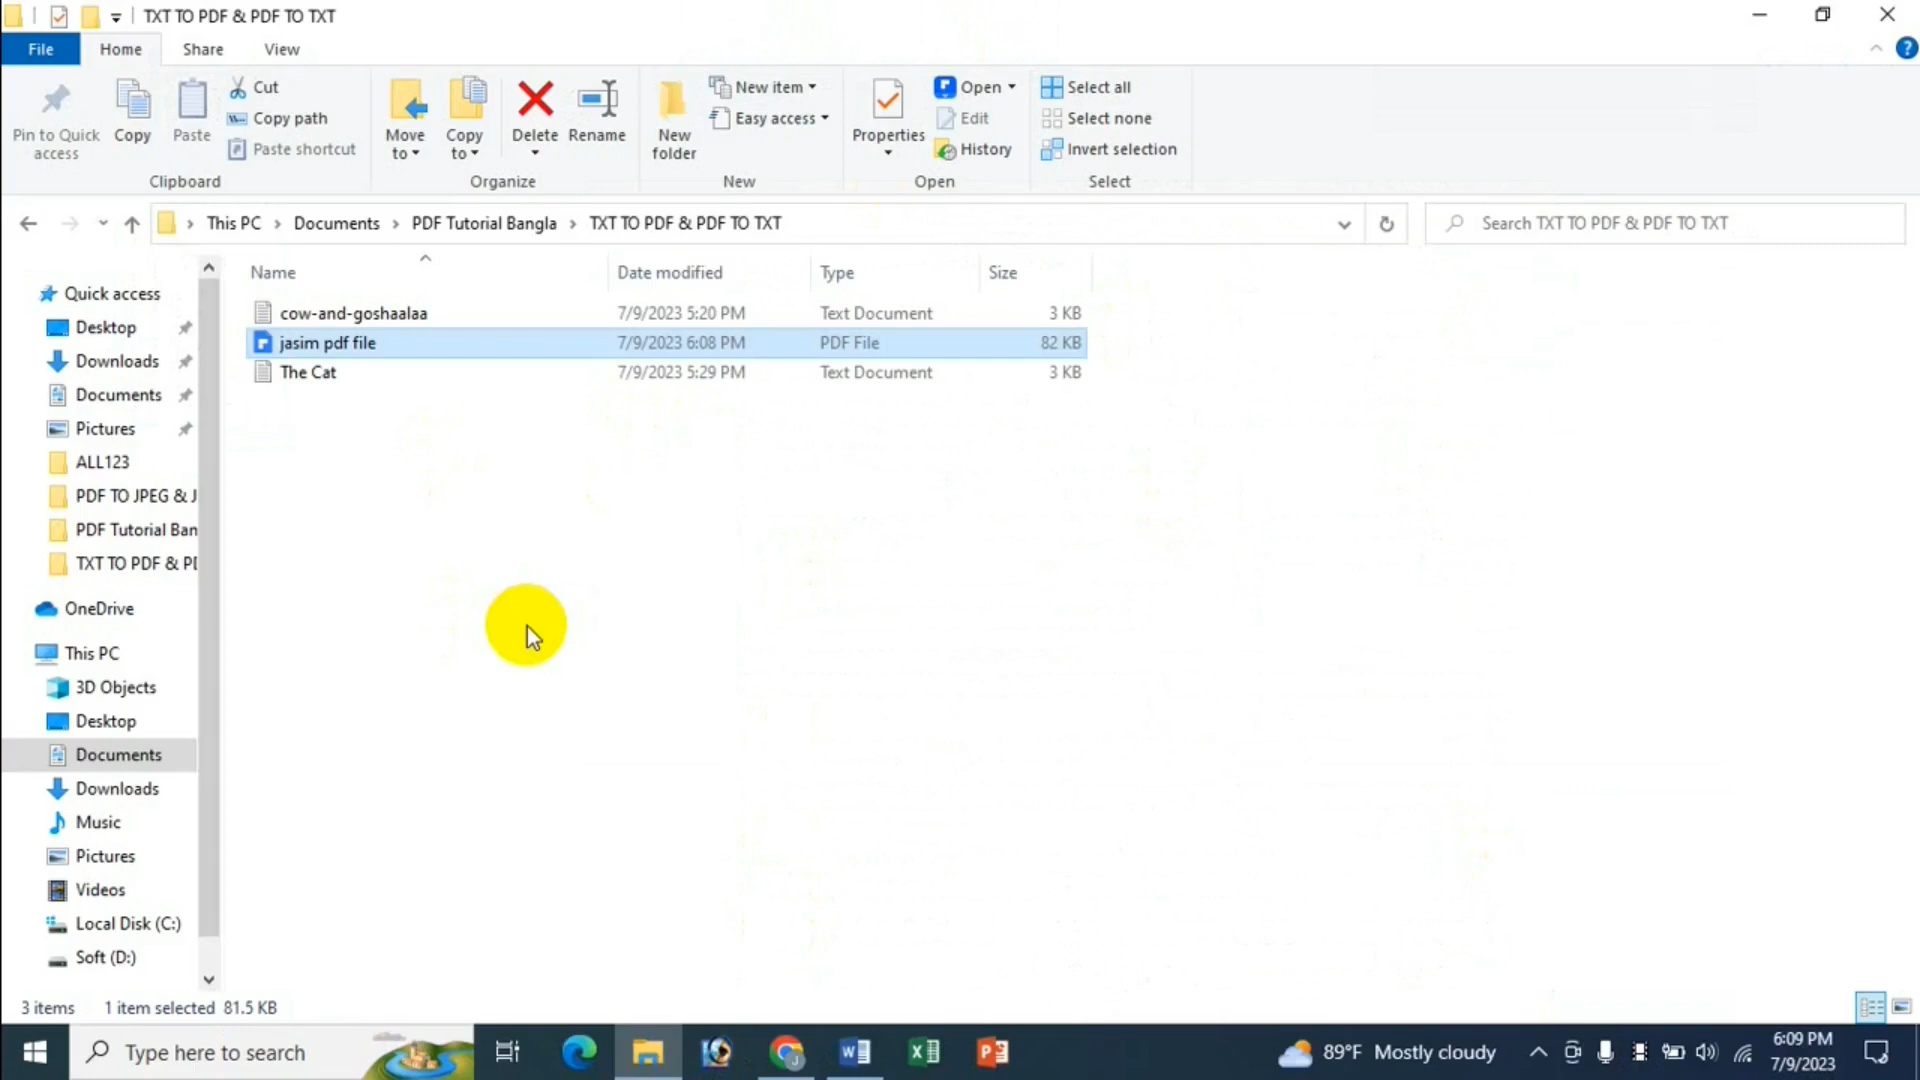 TXT TO PDF & PDF TO TXT
File Home Share View
Pin to Quick access
Copy
Paste
Cut
Copy path
Paste shortcut
Clipboard
Move to
Copy to
Delete
Rename
Organize
New folder
New item
Easy access
New
Properties
Open
Edit
History
Open
Select all
Select none
Invert selection
Select
This PC > Documents > PDF Tutorial Bangla > TXT TO PDF & PDF TO TXT
Search TXT TO PDF & PDF TO TXT
Name Date modified Type Size
cow-and-goshaalaa 7/9/2023 5:20 PM Text Document 3 KB
jasim pdf file 7/9/2023 6:08 PM PDF File 82 KB
The Cat 7/9/2023 5:29 PM Text Document 3 KB
Quick access
Desktop
Downloads
Documents
Pictures
ALL123
PDF TO JPEG & J
PDF Tutorial Ban
TXT TO PDF & PD
OneDrive
This PC
3D Objects
Desktop
Documents
Downloads
Music
Pictures
Videos
Local Disk (C:)
Soft (D:)
3 items 1 item selected 81.5 KB
Type here to search
89°F Mostly cloudy
6:09 PM
7/9/2023